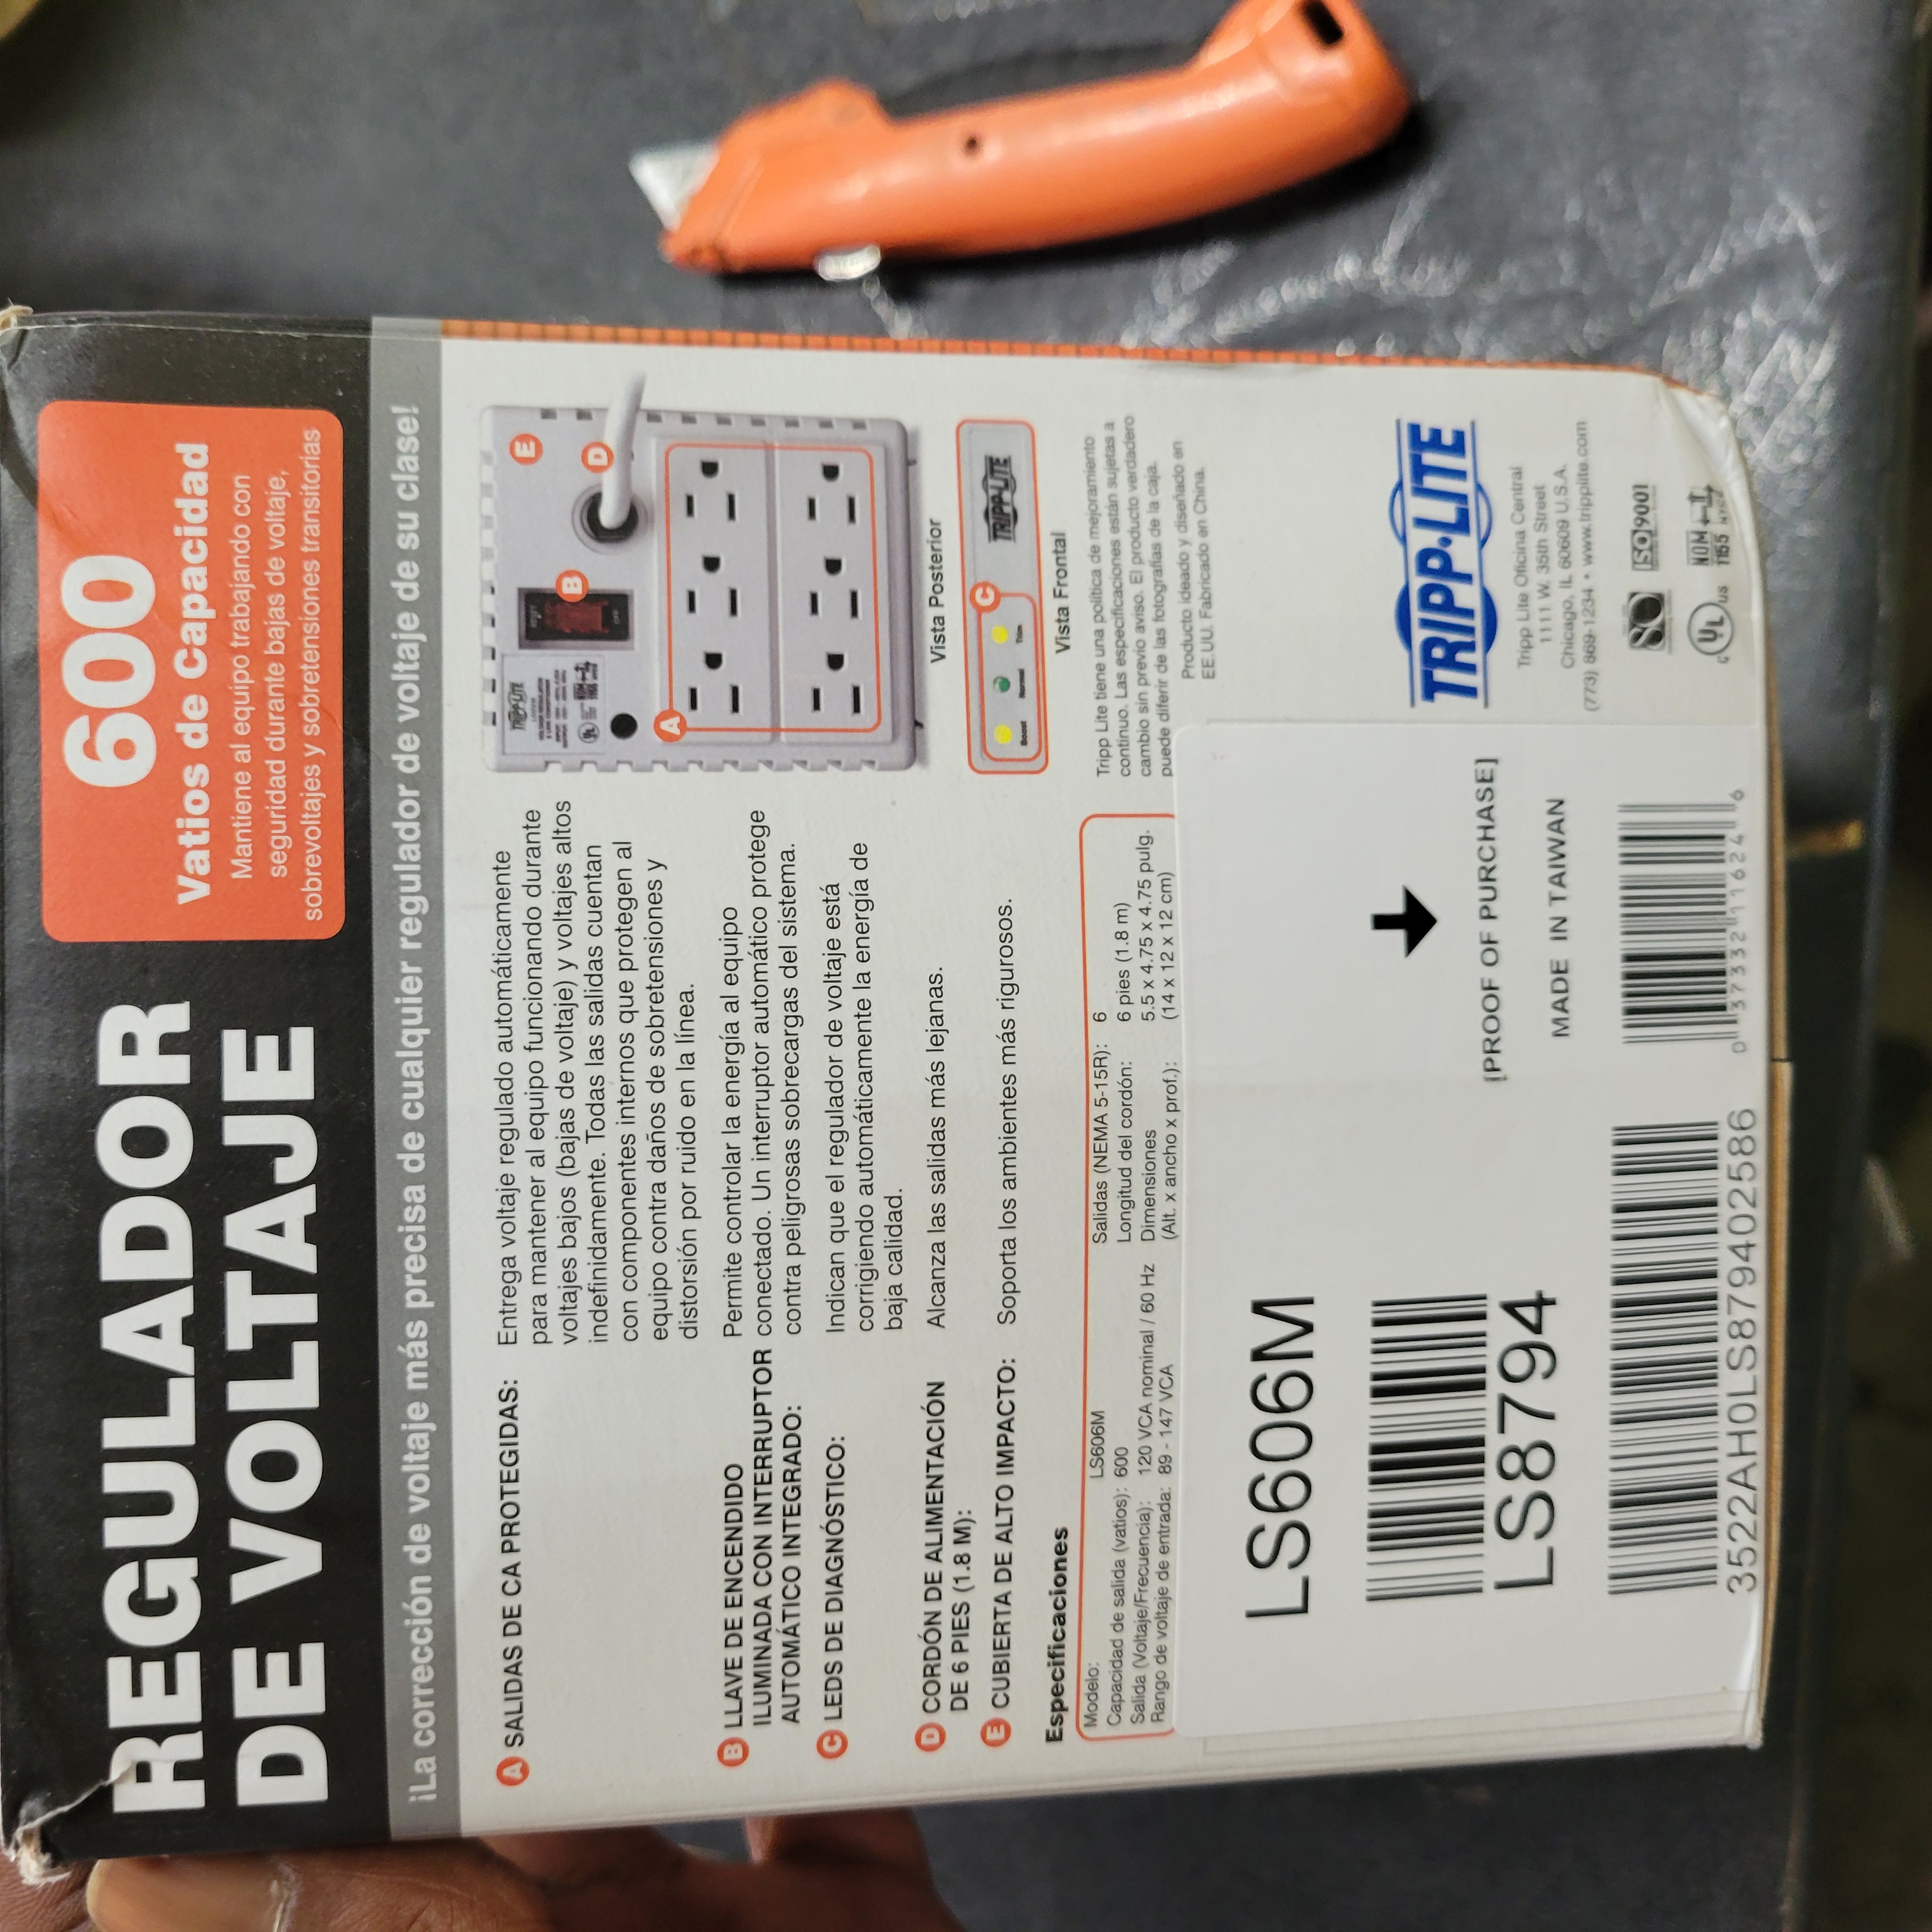 REGULADOR
DE VOLTAJE
600
Vatios de Capacidad
Mantiene al equipo trabajando con
seguridad durante bajas de voltaje,
sobrevoltajes y sobretensiones transitorias
¡La corrección de voltaje más precisa de cualquier regulador de voltaje de su clase!
A SALIDAS DE CA PROTEGIDAS:
Entrega voltaje regulado automáticamente
para mantener al equipo funcionando durante
voltajes bajos (bajas de voltaje) y voltajes altos
indefinidamente. Todas las salidas cuentan
con componentes internos que protegen al
equipo contra daños de sobretensiones y
distorsión por ruido en la línea.
B LLAVE DE ENCENDIDO
ILUMINADA CON INTERRUPTOR
AUTOMÁTICO INTEGRADO:
Permite controlar la energía al equipo
conectado. Un interruptor automático protege
contra peligrosas sobrecargas del sistema.
C LEDS DE DIAGNÓSTICO:
Indican que el regulador de voltaje está
corrigiendo automáticamente la energía de
baja calidad.
D CORDÓN DE ALIMENTACIÓN
DE 6 PIES (1.8 M):
Alcanza las salidas más lejanas.
E CUBIERTA DE ALTO IMPACTO:
Soporta los ambientes más rigurosos.
Especificaciones
Modelo: LS606M
Capacidad de salida (vatios): 600
Salida (Voltaje/Frecuencia): 120 VCA nominal / 60 Hz
Rango de voltaje de entrada: 89 - 147 VCA
Salidas (NEMA 5-15R): 6
Longitud del cordón: 6 pies (1.8 m)
Dimensiones 5.5 x 4.75 x 4.75 pulg.
(Alt. x ancho x prof.): (14 x 12 x 12 cm)
TRIPP·LITE
A
B
D
E
Vista Posterior
C
Boost Normal Trim
TRIPP·LITE
Vista Frontal
Tripp Lite tiene una política de mejoramiento
continuo. Las especificaciones están sujetas a
cambio sin previo aviso. El producto verdadero
puede diferir de las fotografías de la caja.
Producto ideado y diseñado en
EE.UU. Fabricado en China.
LS606M
LS8794
3522AH0LS879402586
[PROOF OF PURCHASE]
MADE IN TAIWAN
0 37332 11624 6
TRIPP·LITE
Tripp Lite Oficina Central
1111 W. 35th Street
Chicago, IL 60609 U.S.A.
(773) 869-1234 • www.tripplite.com
ISO9001
C UL US
NOM